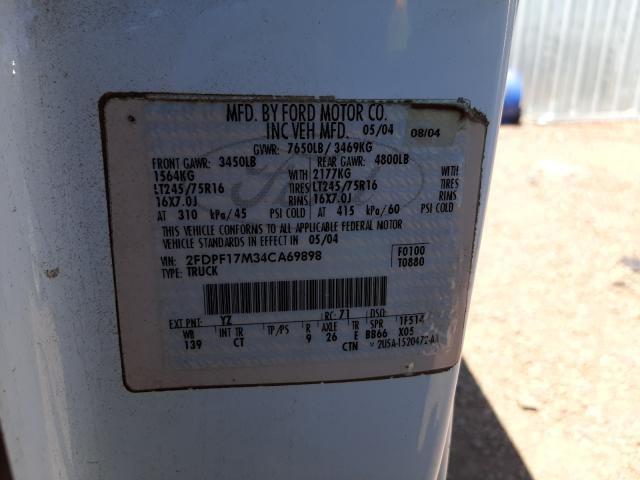 MFD. BY FORD MOTOR CO.
INC VEH MFD. 05/04 08/04
GVWR: 7650LB/ 3469KG
FRONT GAWR: 3450LB REAR GAWR: 4800LB
1564KG WITH 2177KG WITH
LT245/75R16 TIRES LT245/75R16 TIRES
16X7.0J RIMS 16X7.0J RIMS
AT 310 kPa/45 PSI COLD AT 415 kPa/60 PSI COLD
THIS VEHICLE CONFORMS TO ALL APPLICABLE FEDERAL MOTOR
VEHICLE STANDARDS IN EFFECT IN 05/04
VIN: 2FDPF17M34CA69898 F0100
TYPE: TRUCK T0880
EXT PNT: YZ RC: 71 DSO: 1F514
WB INT TR TP/PS R AXLE TR SPR X05
139 CT 9 26 E BB66
CTN
Ford